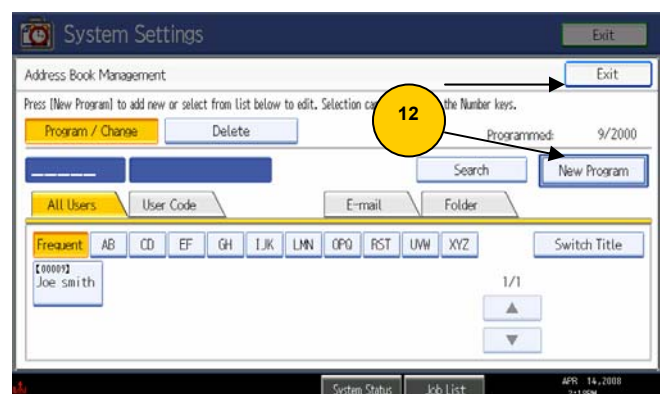 System Settings
Exit
Address Book Management
Exit
Press [New Program] to add new or select from list below to edit. Selection the Number keys.
12
Program / Change
Delete
Programmed:
9/2000
Search
New Program
All Users
User Code
E-mail
Folder
Frequent
AB
CD
EF
GH
IJK
LMN
OPQ
RST
UVW
XYZ
Switch Title
【00009】
Joe smith
1/1
▲
▼
System Status
Job List
APR 14,2008